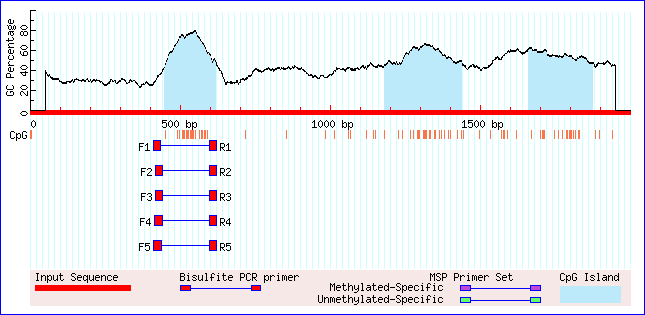 GC Percentage
80
60
40
20
0
0 500 bp 1000 bp 1500 bp
CpG
F1 R1
F2 R2
F3 R3
F4 R4
F5 R5
Input Sequence Bisulfite PCR primer MSP Primer Set CpG Island
Methylated-Specific
Unmethylated-Specific